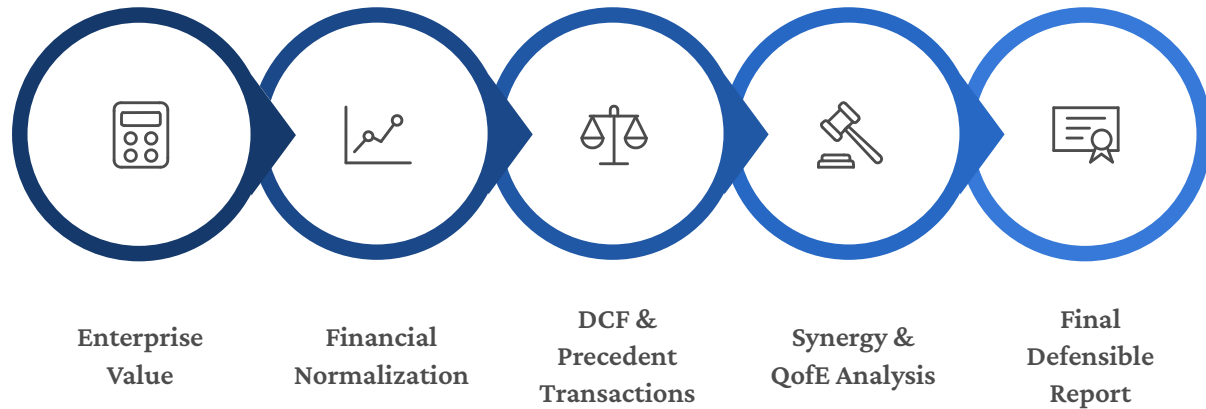 Enterprise
Value
Financial
Normalization
DCF &
Precedent
Transactions
Synergy &
QofE Analysis
Final
Defensible
Report